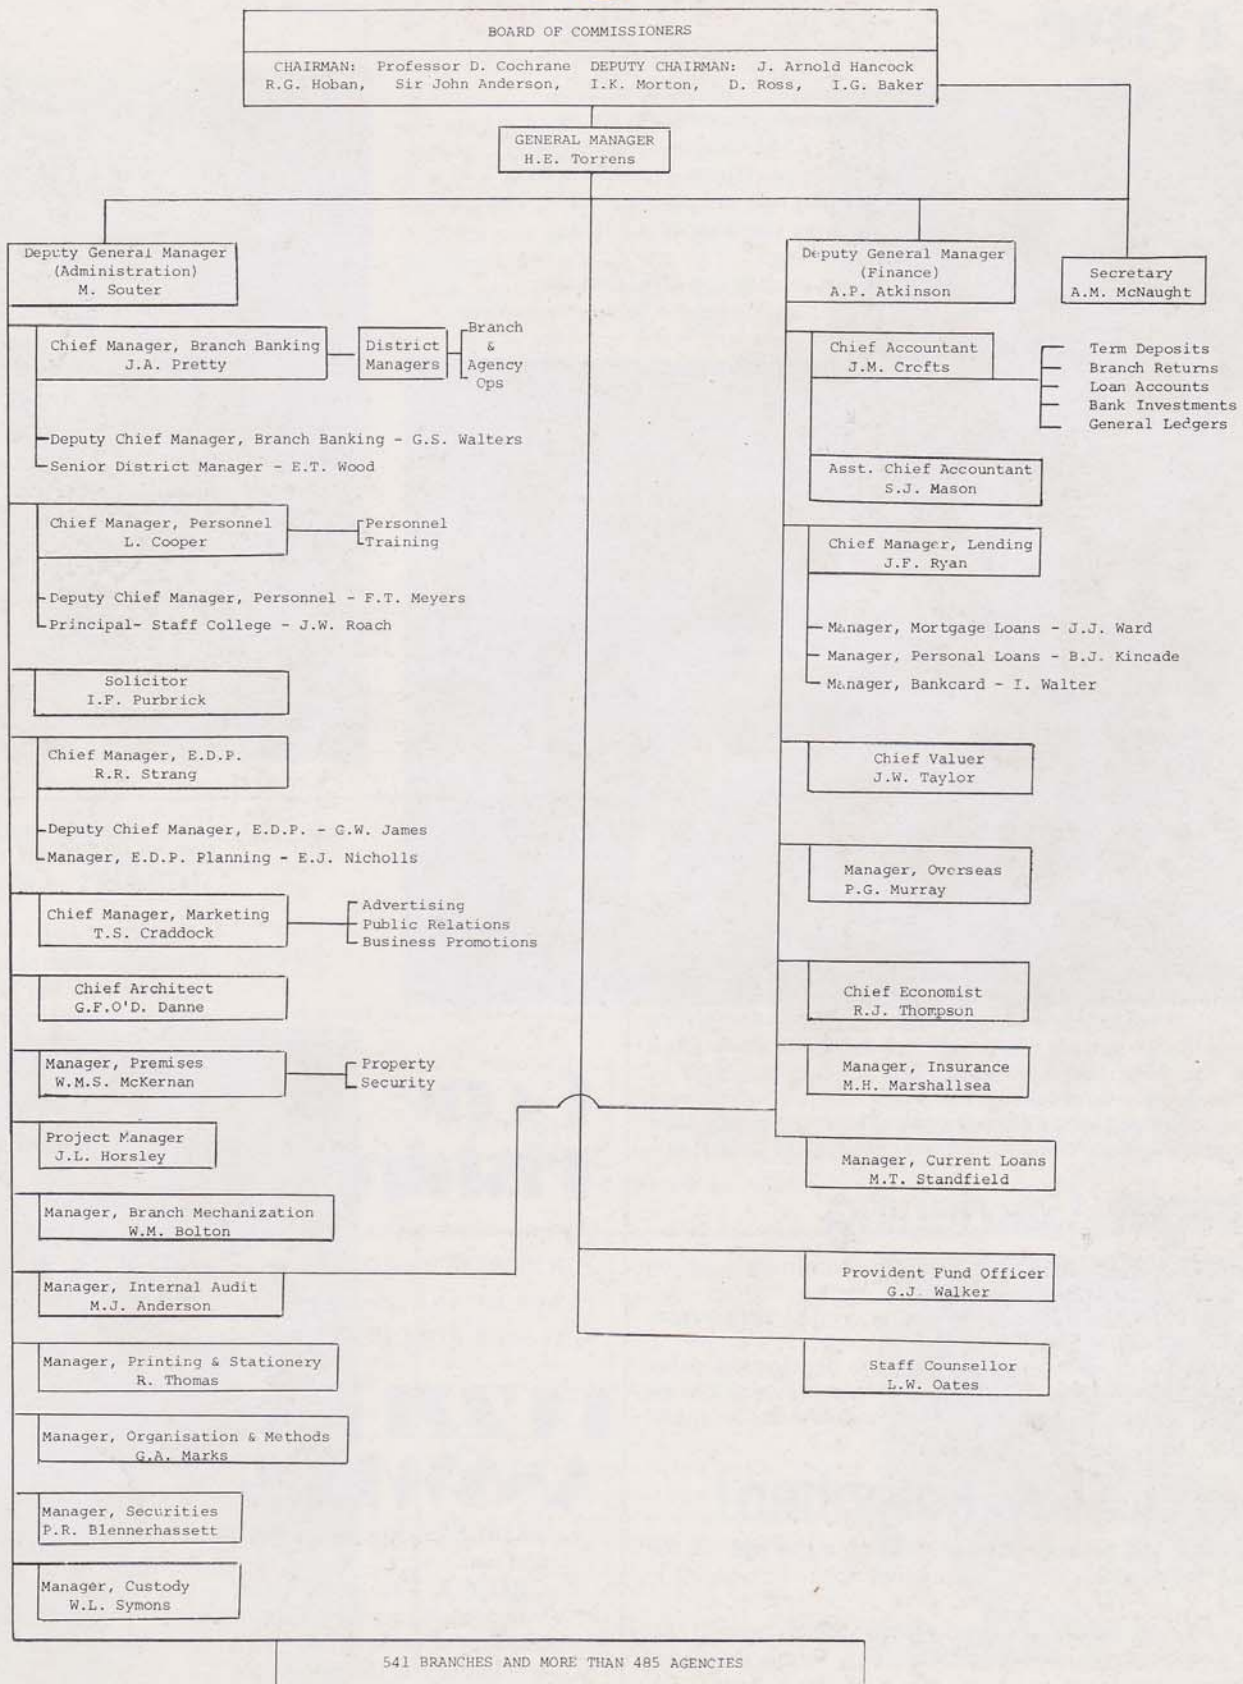 BOARD OF COMMISSIONERS
CHAIRMAN: Professor D. Cochrane DEPUTY CHAIRMAN: J. Arnold Hancock
R.G. Hoban, Sir John Anderson, I.K. Morton, D. Ross, I.G. Baker
GENERAL MANAGER
H.E. Torrens
Deputy General Manager
(Administration)
M. Souter
Chief Manager, Branch Banking
J.A. Pretty
District
Managers
Branch
&
Agency
Ops
Deputy Chief Manager, Branch Banking - G.S. Walters
Senior District Manager - E.T. Wood
Chief Manager, Personnel
L. Cooper
Personnel
Training
Deputy Chief Manager, Personnel - F.T. Meyers
Principal- Staff College - J.W. Roach
Solicitor
I.F. Purbrick
Chief Manager, E.D.P.
R.R. Strang
Deputy Chief Manager, E.D.P. - G.W. James
Manager, E.D.P. Planning - E.J. Nicholls
Chief Manager, Marketing
T.S. Craddock
Advertising
Public Relations
Business Promotions
Chief Architect
G.F.O'D. Danne
Manager, Premises
W.M.S. McKernan
Property
Security
Project Manager
J.L. Horsley
Manager, Branch Mechanization
W.M. Bolton
Manager, Internal Audit
M.J. Anderson
Manager, Printing & Stationery
R. Thomas
Manager, Organisation & Methods
G.A. Marks
Manager, Securities
P.R. Blennerhassett
Manager, Custody
W.L. Symons
Deputy General Manager
(Finance)
A.P. Atkinson
Secretary
A.M. McNaught
Chief Accountant
J.M. Crofts
Term Deposits
Branch Returns
Loan Accounts
Bank Investments
General Ledgers
Asst. Chief Accountant
S.J. Mason
Chief Manager, Lending
J.F. Ryan
Manager, Mortgage Loans - J.J. Ward
Manager, Personal Loans - B.J. Kincade
Manager, Bankcard - I. Walter
Chief Valuer
J.W. Taylor
Manager, Overseas
P.G. Murray
Chief Economist
R.J. Thompson
Manager, Insurance
M.H. Marshallsea
Manager, Current Loans
M.T. Standfield
Provident Fund Officer
G.J. Walker
Staff Counsellor
L.W. Oates
541 BRANCHES AND MORE THAN 485 AGENCIES